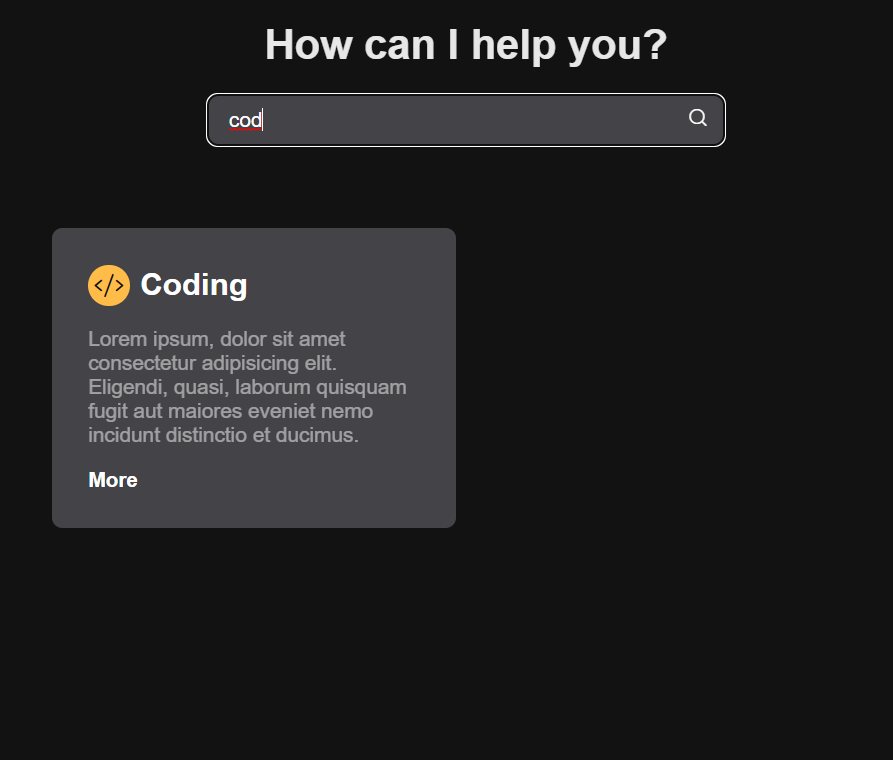 How can I help you?
cod
</> Coding
Lorem ipsum, dolor sit amet
consectetur adipisicing elit.
Eligendi, quasi, laborum quisquam
fugit aut maiores eveniet nemo
incidunt distinctio et ducimus.
More